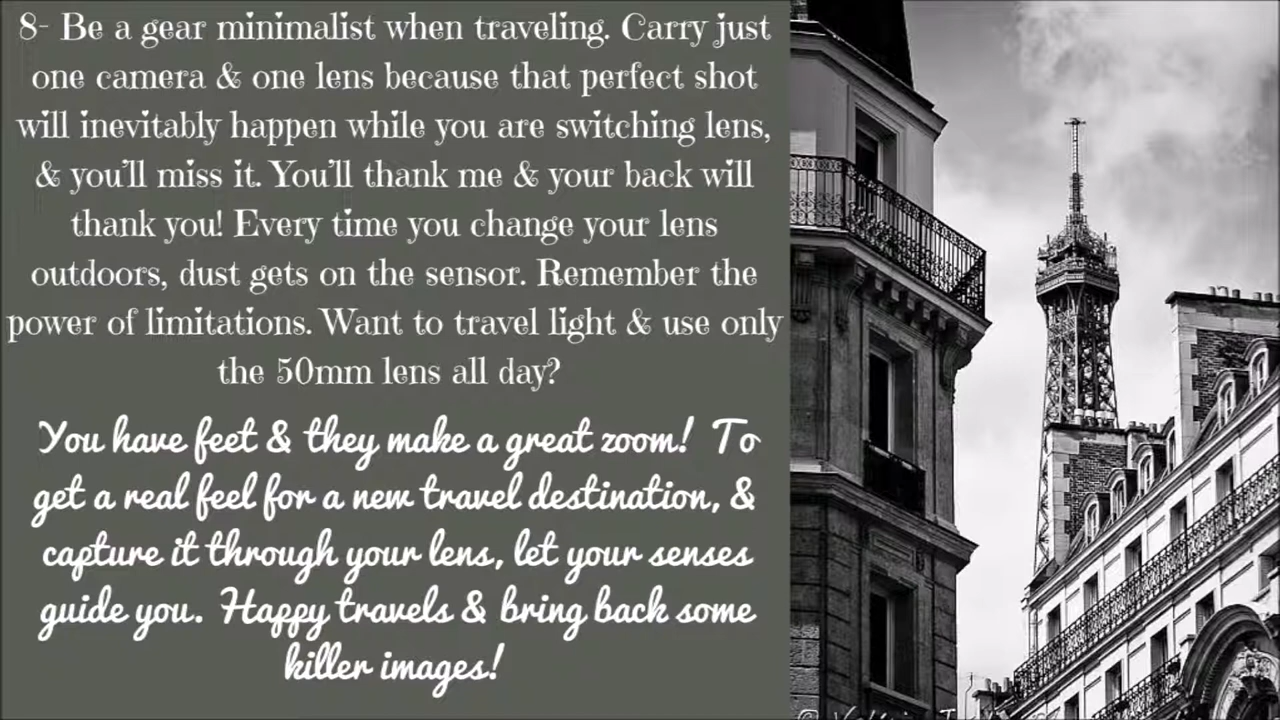 8- Be a gear minimalist when traveling. Carry just
one camera & one lens because that perfect shot
will inevitably happen while you are switching lens,
& you'll miss it. You'll thank me & your back will
thank you! Every time you change your lens
outdoors, dust gets on the sensor. Remember the
power of limitations. Want to travel light & use only
the 50mm lens all day?
You have feet & they make a great zoom! To
get a real feel for a new travel destination, &
capture it through your lens, let your senses
guide you. Happy travels & bring back some
killer images!